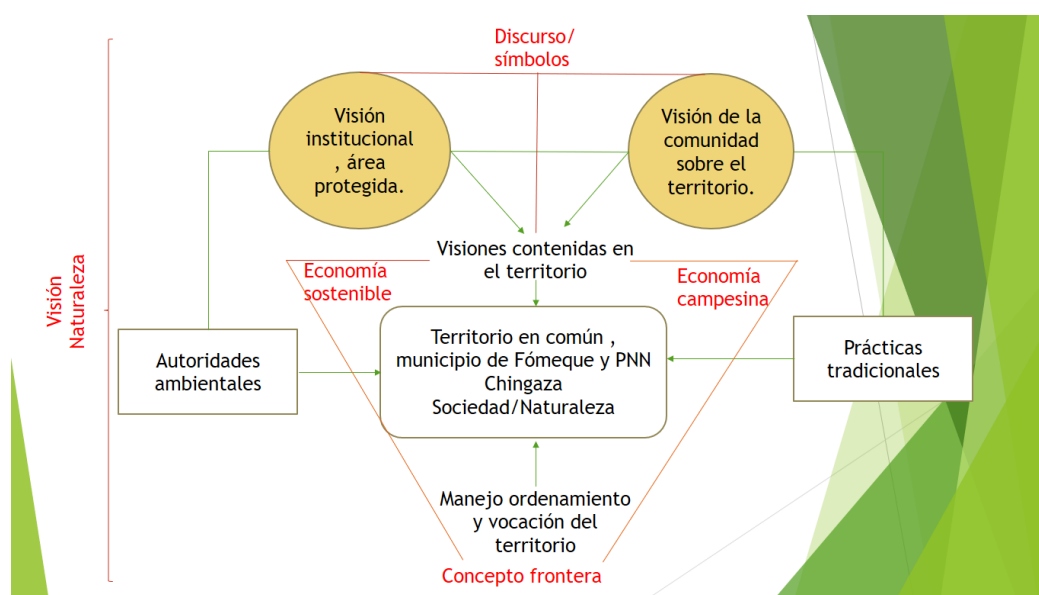 Discurso/
símbolos
Visión
institucional
, área
protegida.
Visión de la
comunidad
sobre el
territorio.
Visiones contenidas en
el territorio
Economía
sostenible
Economía
campesina
Visión
Naturaleza
Autoridades
ambientales
Territorio en común ,
municipio de Fómeque y PNN
Chingaza
Sociedad/Naturaleza
Prácticas
tradicionales
Manejo ordenamiento
y vocación del
territorio
Concepto frontera